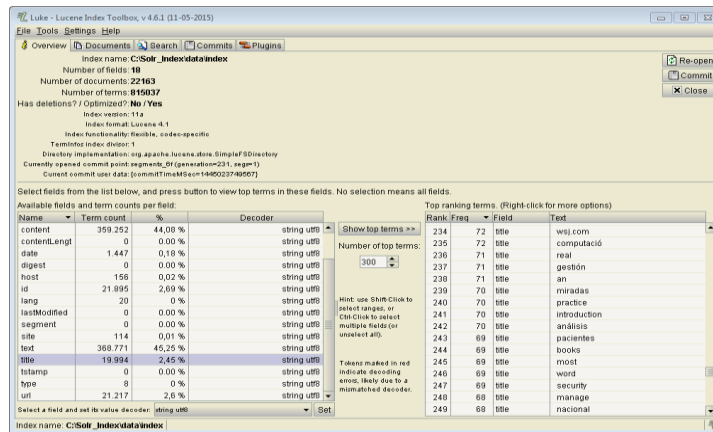 Luke - Lucene Index Toolbox, v 4.6.1 (11-05-2015)
File Tools Settings Help
Overview Documents Search Commits Plugins
Index name: C:\Solr_Index\data\index
Number of fields: 18
Number of documents: 22163
Number of terms: 815037
Has deletions? / Optimized?: No / Yes
Index version: 11a
Index format: Lucene 4.1
Index functionality: flexible, codec-specific
TermInfos index divisor: 1
Directory implementation: org.apache.lucene.store.SimpleFSDirectory
Currently opened commit point: segments_6f (generation=231, segs=1)
Current commit user data: {commitTimeMSec=1446023749567}
Re-open
Commit
Close
Select fields from the list below, and press button to view top terms in these fields. No selection means all fields.
Available fields and term counts per field:
Name Term count % Decoder
content 359.252 44,08 % string utf8
contentLengt 0 0.00 % string utf8
date 1.447 0,18 % string utf8
digest 0 0.00 % string utf8
host 156 0,02 % string utf8
id 21.895 2,69 % string utf8
lang 20 0 % string utf8
lastModified 0 0.00 % string utf8
segment 0 0.00 % string utf8
site 114 0,01 % string utf8
text 368.771 45,25 % string utf8
title 19.994 2,45 % string utf8
tstamp 0 0.00 % string utf8
type 8 0 % string utf8
url 21.217 2,6 % string utf8
Select a field and set its value decoder: string utf8 Set
Show top terms >>
Number of top terms:
300
Hint: use Shift-Click to
select ranges, or
Ctrl-Click to select
multiple fields (or
unselect all).
Tokens marked in red
indicate decoding
errors, likely due to a
mismatched decoder.
Top ranking terms. (Right-click for more options)
Rank Freq Field Text
234 72 title wsj.com
235 72 title computació
236 71 title real
237 71 title gestión
238 71 title an
239 70 title miradas
240 70 title practice
241 70 title introduction
242 70 title análisis
243 69 title pacientes
244 69 title books
245 69 title most
246 69 title word
247 69 title security
248 68 title manage
249 68 title nacional
Index name: C:\Solr_Index\data\index